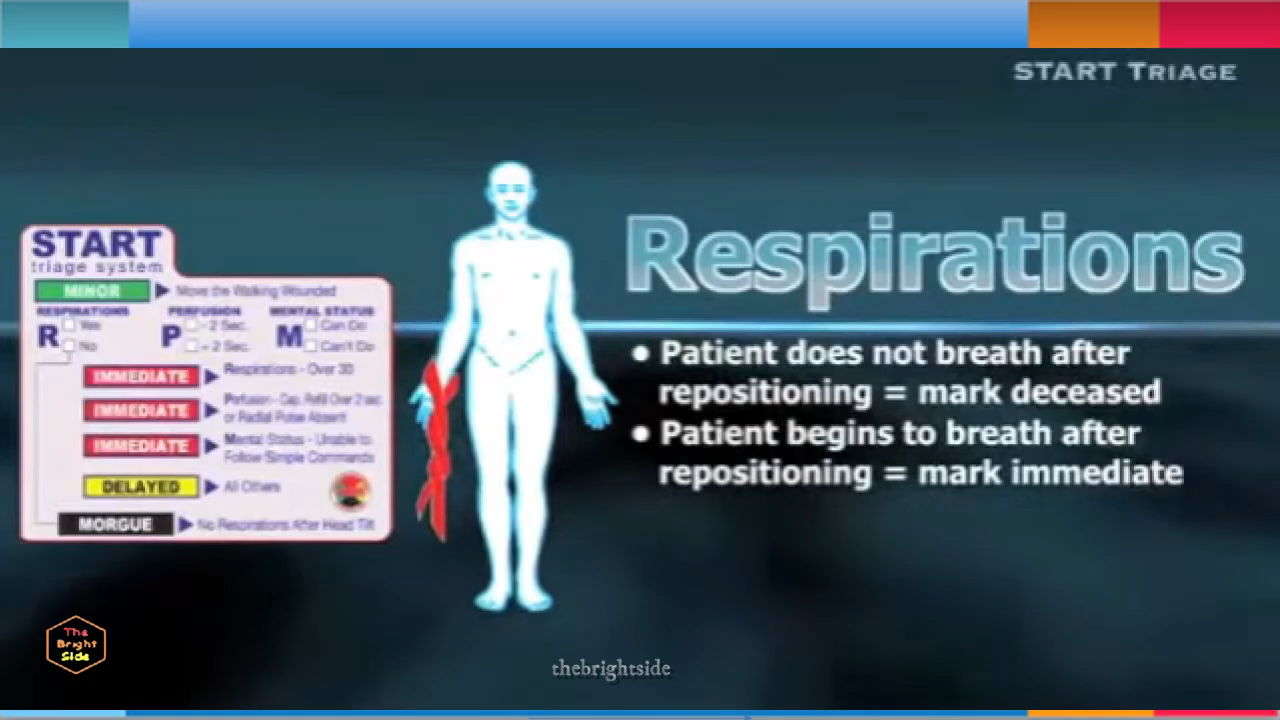 START TRIAGE
START
triage system
MINOR Move the Walking Wounded
RESPIRATIONS PERFUSION MENTAL STATUS
R Yes P - 2 Sec. M Can Do
No + 2 Sec. Can't Do
IMMEDIATE Respirations - Over 30
IMMEDIATE Perfusion - Cap. Refill Over 2 sec.
or Radial Pulse Absent
IMMEDIATE Mental Status - Unable to
Follow Simple Commands
DELAYED All Others
MORGUE No Respirations After Head Tilt
Respirations
• Patient does not breath after
repositioning = mark deceased
• Patient begins to breath after
repositioning = mark immediate
The
Bright
Side
thebrightside